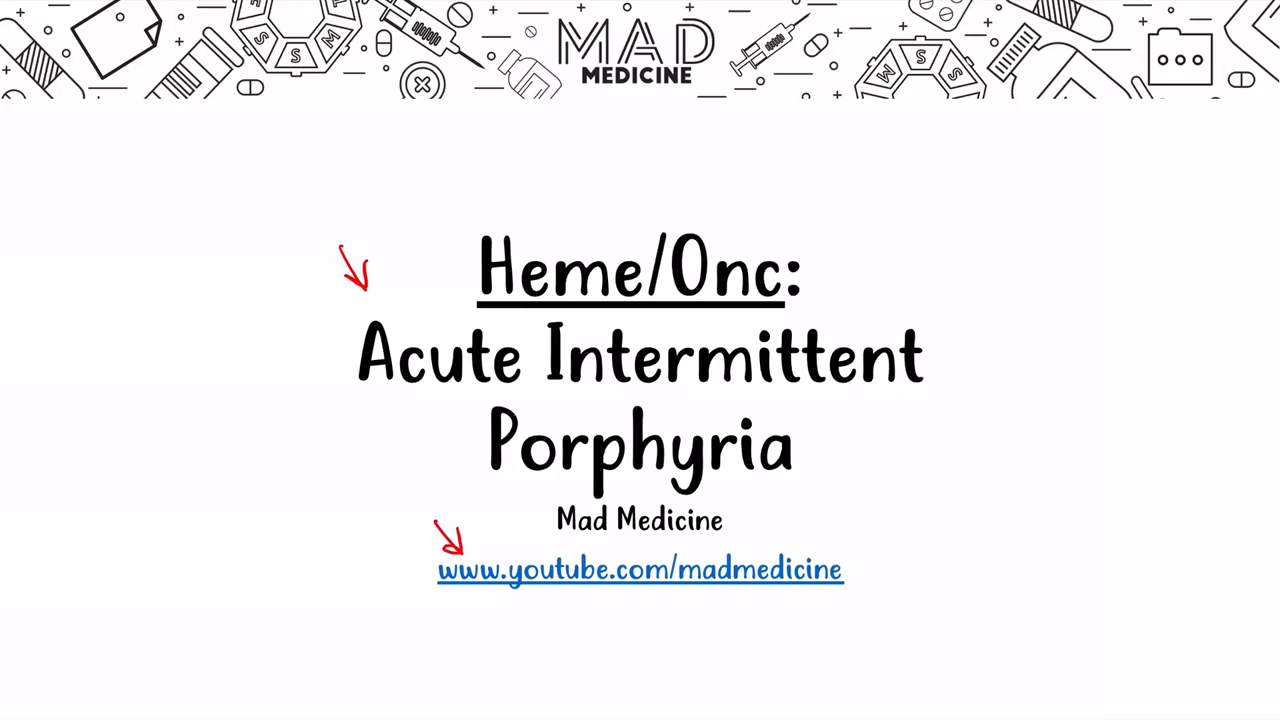 MAD
MEDICINE
Heme/Onc:
Acute Intermittent
Porphyria
Mad Medicine
www.youtube.com/madmedicine